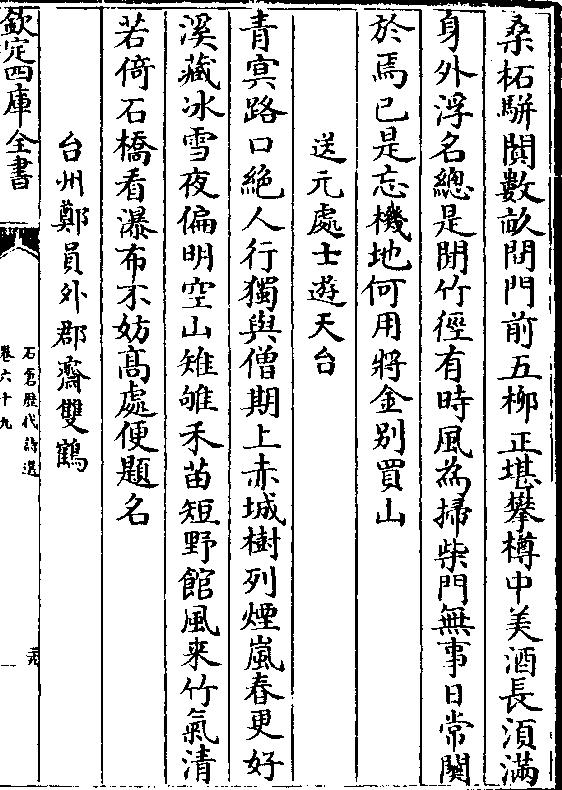 桑柘駢闐數畝間門前五柳正堪攀樽中美酒長湏滿
身外浮名總是閒竹徑有時風為掃柴門無事日常關
於焉已是忘機地何用將金别買山
送元處士遊天台
青㝠路口絶人行獨與僧期上赤城樹列煙嵐春更好
溪藏冰雪夜偏明空山雉雊禾苗短野館風来竹氣清
若倚石橋看瀑布不妨髙處便題名
台州鄭員外郡齋雙鶴
欽定四庫全書
石倉歷代詩選
卷六十九